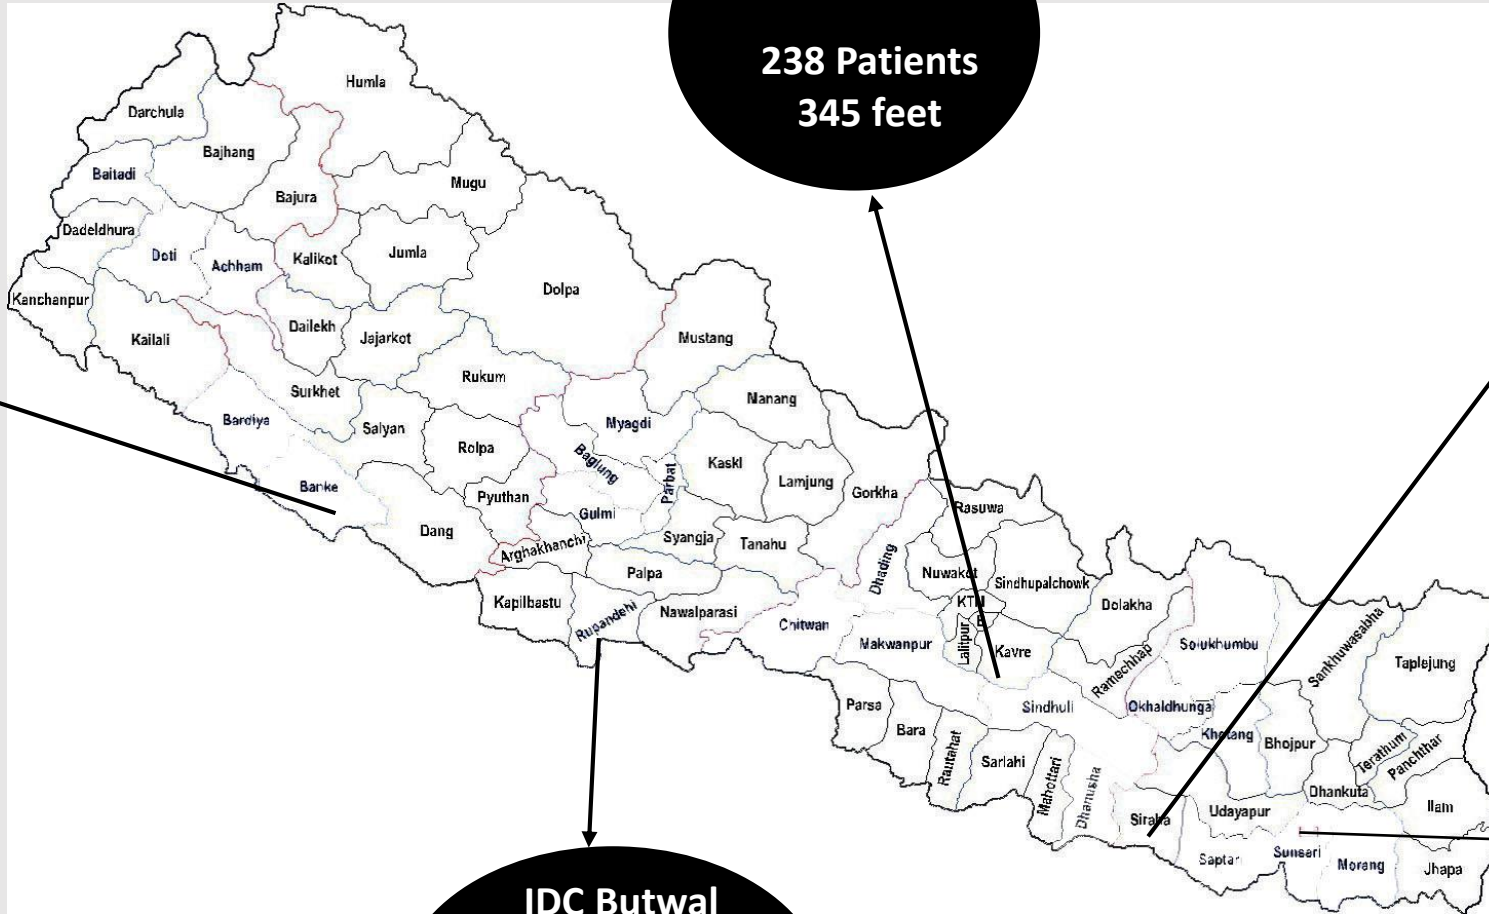 238 Patients
345 feet
Humla
Darchula
Bajhang
Baitadi
Mugu
Bajura
Dadeldhura
Doti
Achham
Kalikot
Jumla
Dolpa
Kanchanpur
Kailali
Dailekh
Jajarkot
Mustang
Rukum
Surkhet
Manang
Bardiya
Salyan
Myagdi
Rolpa
Baglung
Parbat
Kaski
Lamjung
Gorkha
Banke
Pyuthan
Gulmi
Rasuwa
Dang
Arghakhanchi
Syangja
Tanahu
Dhading
Nuwakot
Sindhupalchowk
Palpa
Kapilbastu
Rupandehi
Nawalparasi
Chitwan
KTM
Dolakha
Makwanpur
Lalitpur
Kavre
Ramechhap
Solukhumbu
Sankhuwasabha
Taplejung
Parsa
Bara
Sindhuli
Okhaldhunga
Khotang
Bhojpur
Terathum
Panchthar
Rautahat
Sarlahi
Mahottari
Dhanusha
Siraha
Udayapur
Dhankuta
Ilam
Saptar
Sunsari
Morang
Jhapa
IDC Butwal